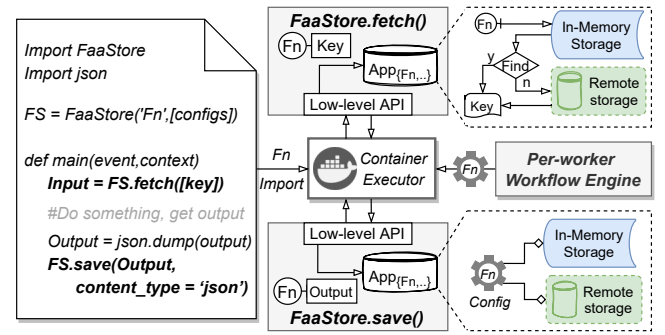 Import FaaStore
Import json
FS = FaaStore('Fn',[configs])
def main(event,context)
Input = FS.fetch([key])
#Do something, get output
Output = json.dump(output)
FS.save(Output,
content_type = ‘json’)
Fn
Import
FaaStore.fetch()
Fn
Key
App{Fn,..}
Low-level API
Container
Executor
Low-level API
App{Fn,..}
Fn
Output
FaaStore.save()
Fn
In-Memory
Storage
y
Find
n
Key
Remote
storage
Fn
Per-worker
Workflow Engine
Fn
Config
In-Memory
Storage
Remote
storage